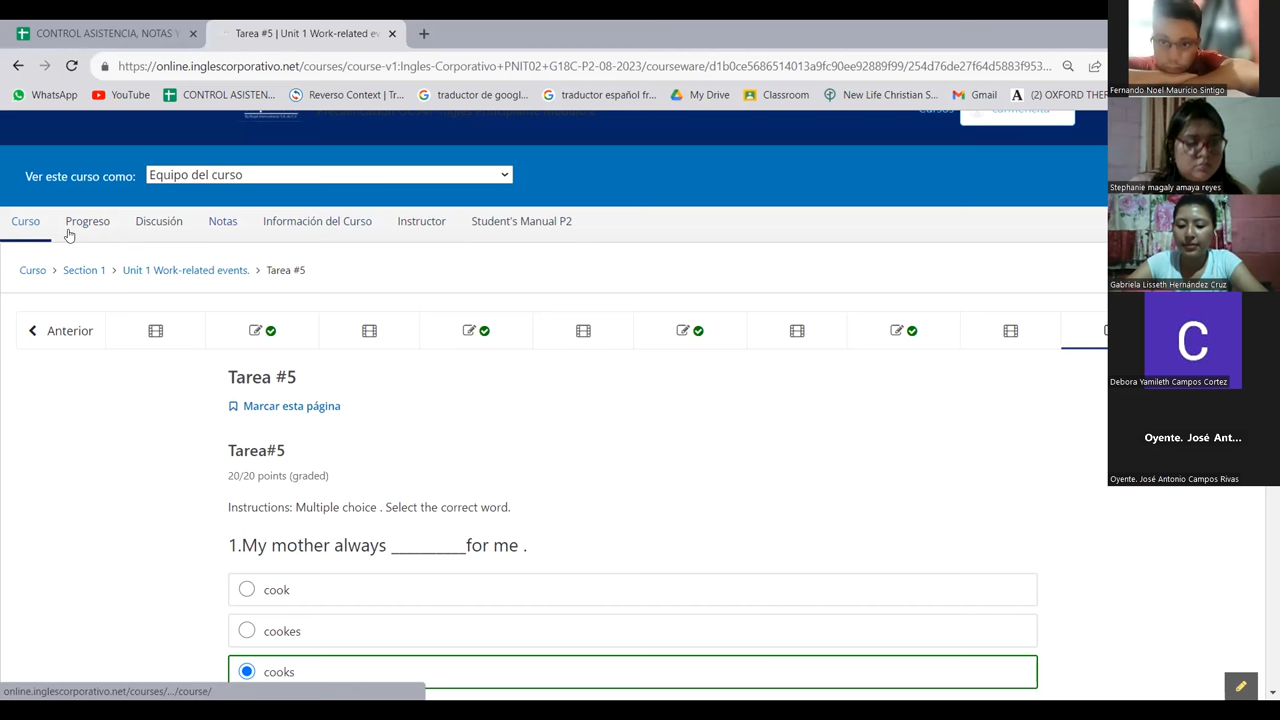 CONTROL ASISTENCIA, NOTAS Y
Tarea #5 | Unit 1 Work-related ev
https://online.inglescorporativo.net/courses/course-v1:Ingles-Corporativo+PNIT02+G18C-P2-08-2023/courseware/d1b0ce5686514013a9fc90ee92889f99/254d76de27f64d5883f953...
WhatsApp
YouTube
CONTROL ASISTEN...
Reverso Context | Tr...
traductor de googl...
traductor español fr...
My Drive
Classroom
New Life Christian S...
Gmail
(2) OXFORD THE
Cursos
Ver este curso como:
Equipo del curso
Curso
Progreso
Discusión
Notas
Información del Curso
Instructor
Student's Manual P2
Curso > Section 1 > Unit 1 Work-related events. > Tarea #5
Anterior
Tarea #5
Marcar esta página
Tarea#5
20/20 points (graded)
Instructions: Multiple choice . Select the correct word.
1.My mother always _________for me .
cook
cookes
cooks
online.inglescorporativo.net/courses/.../course/
Fernando Noel Mauricio Sintigo
Stephanie magaly amaya reyes
Gabriela Lisseth Hernández Cruz
C
Debora Yamileth Campos Cortez
Oyente. José Ant...
Oyente. José Antonio Campos Rivas